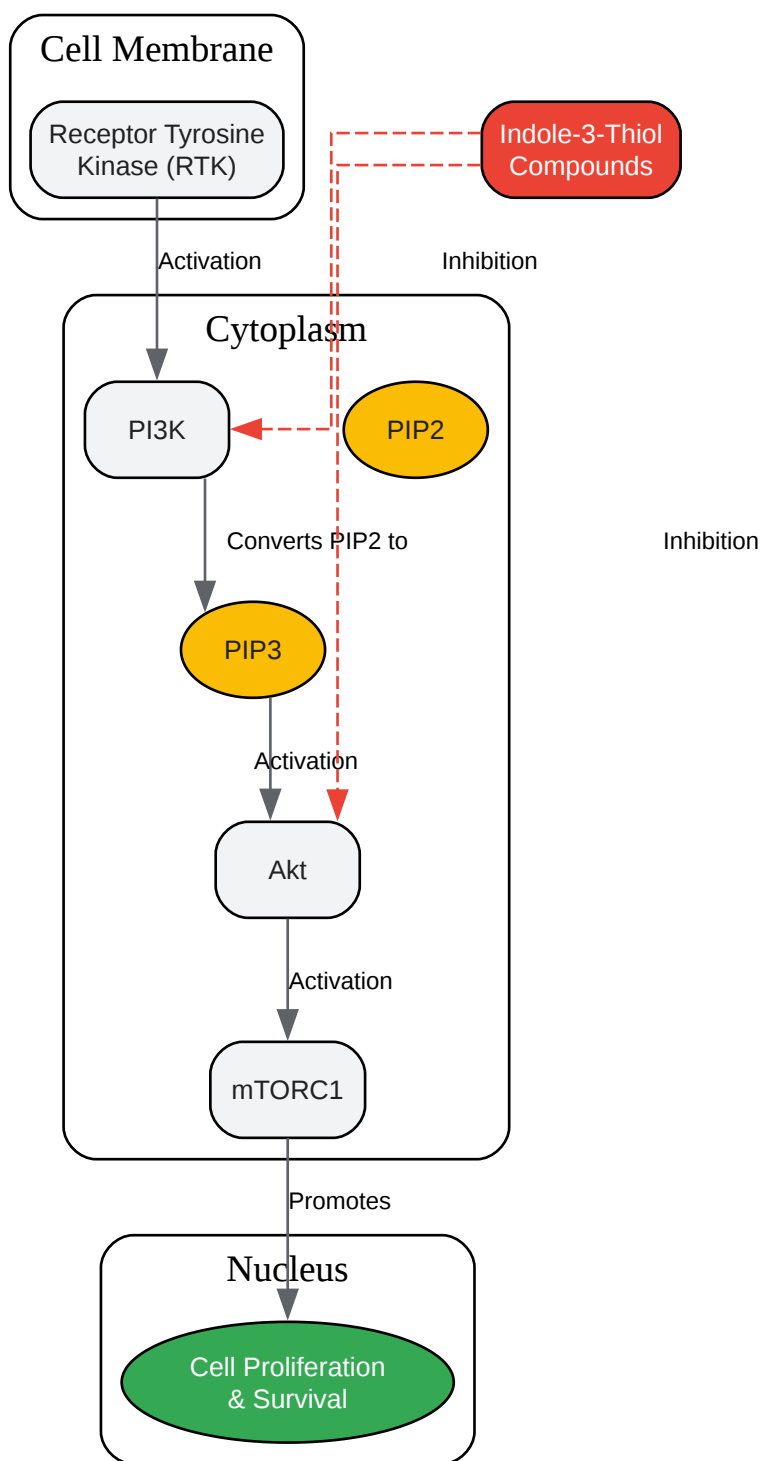 Cell Membrane
Receptor Tyrosine
Kinase (RTK)
Indole-3-Thiol
Compounds
Activation
Inhibition
Cytoplasm
PI3K
PIP2
Converts PIP2 to
Inhibition
PIP3
Activation
Akt
Activation
mTORC1
Promotes
Nucleus
Cell Proliferation
& Survival